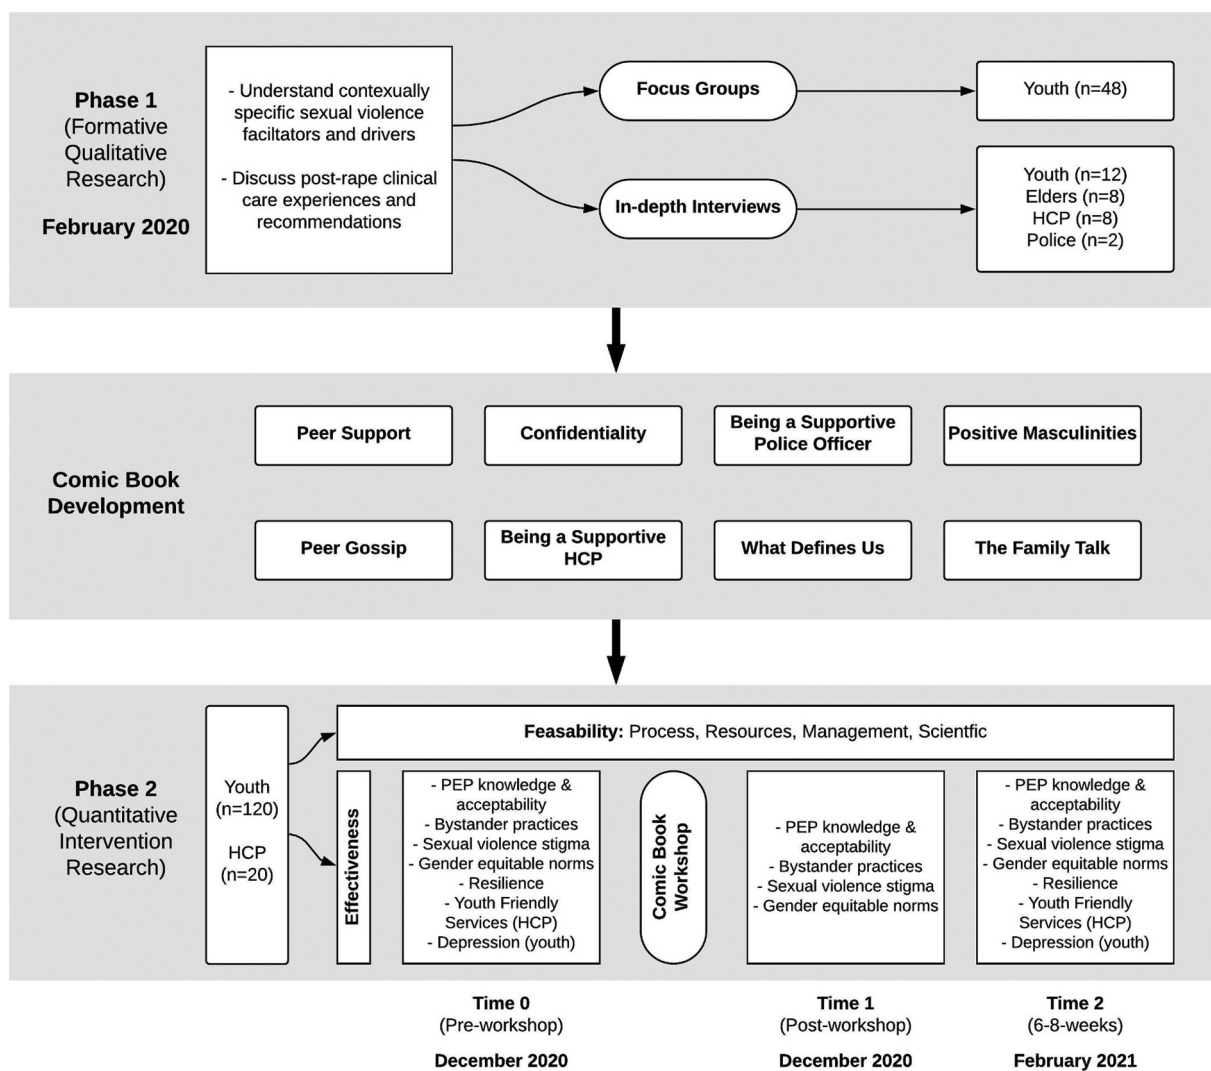 Phase 1
(Formative
Qualitative
Research)
February 2020
- Understand contexually
specific sexual violence
faciltators and drivers
- Discuss post-rape clinical
care experiences and
recommendations
Focus Groups
In-depth Interviews
Youth (n=48)
Youth (n=12)
Elders (n=8)
HCP (n=8)
Police (n=2)
Comic Book
Development
Peer Support
Confidentiality
Being a Supportive
Police Officer
Positive Masculinities
Peer Gossip
Being a Supportive
HCP
What Defines Us
The Family Talk
Phase 2
(Quantitative
Intervention
Research)
Youth
(n=120)
HCP
(n=20)
Feasability: Process, Resources, Management, Scientfic
Effectiveness
- PEP knowledge &
acceptability
- Bystander practices
- Sexual violence stigma
- Gender equitable norms
- Resilience
- Youth Friendly
Services (HCP)
- Depression (youth)
Comic Book
Workshop
- PEP knowledge &
acceptability
- Bystander practices
- Sexual violence stigma
- Gender equitable norms
- PEP knowledge &
acceptability
- Bystander practices
- Sexual violence stigma
- Gender equitable norms
- Resilience
- Youth Friendly
Services (HCP)
- Depression (youth)
Time 0
(Pre-workshop)
December 2020
Time 1
(Post-workshop)
December 2020
Time 2
(6-8-weeks)
February 2021